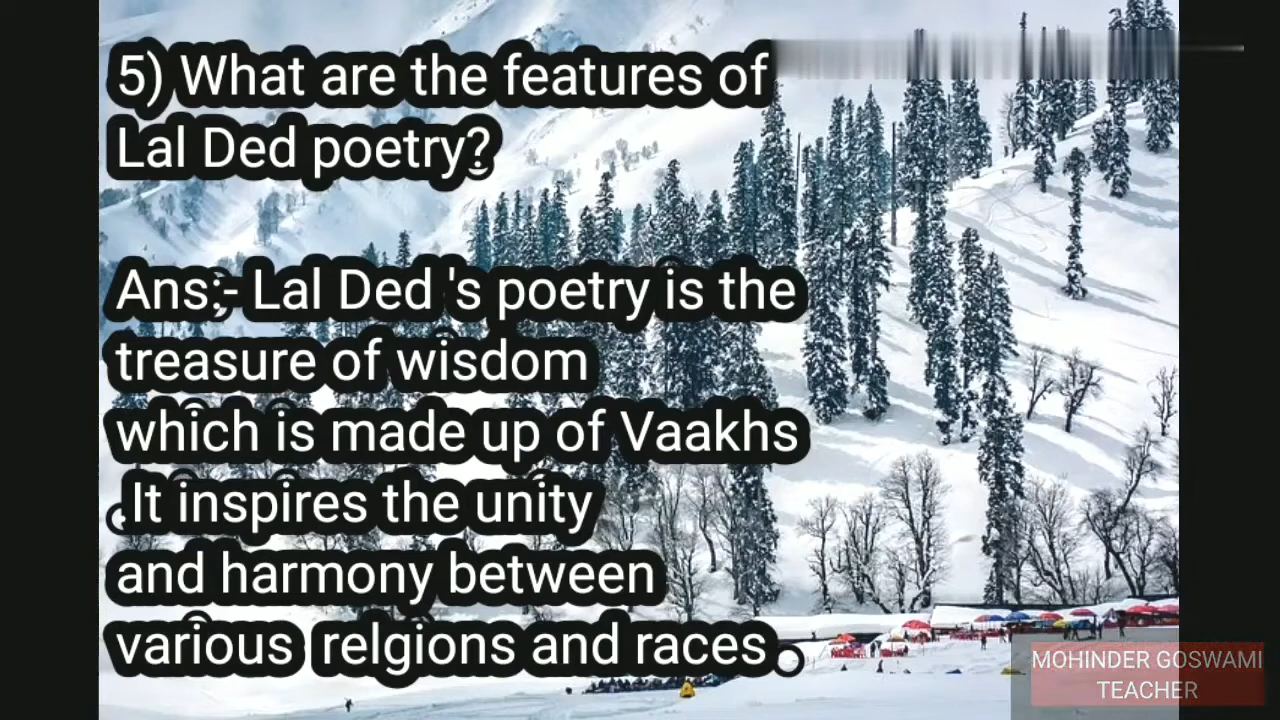 5) What are the features of
Lal Ded poetry?
Ans:- Lal Ded 's poetry is the
treasure of wisdom
which is made up of Vaakhs
.It inspires the unity
and harmony between
various relgions and races.
MOHINDER GOSWAMI
TEACHER